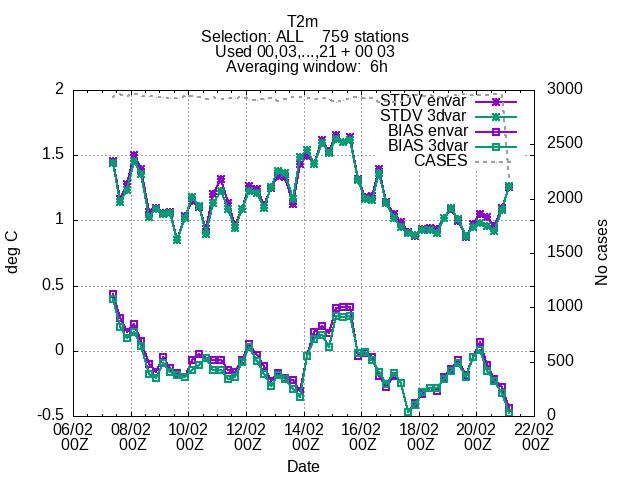 T2m
Selection: ALL 759 stations
Used 00,03,...,21 + 00 03
Averaging window: 6h
2
1.5
1
0.5
0
-0.5
deg C
3000
2500
2000
1500
1000
500
0
No cases
STDV envar
STDV 3dvar
BIAS envar
BIAS 3dvar
CASES
06/02 08/02 10/02 12/02 14/02 16/02 18/02 20/02 22/02
00Z 00Z 00Z 00Z 00Z 00Z 00Z 00Z 00Z
Date